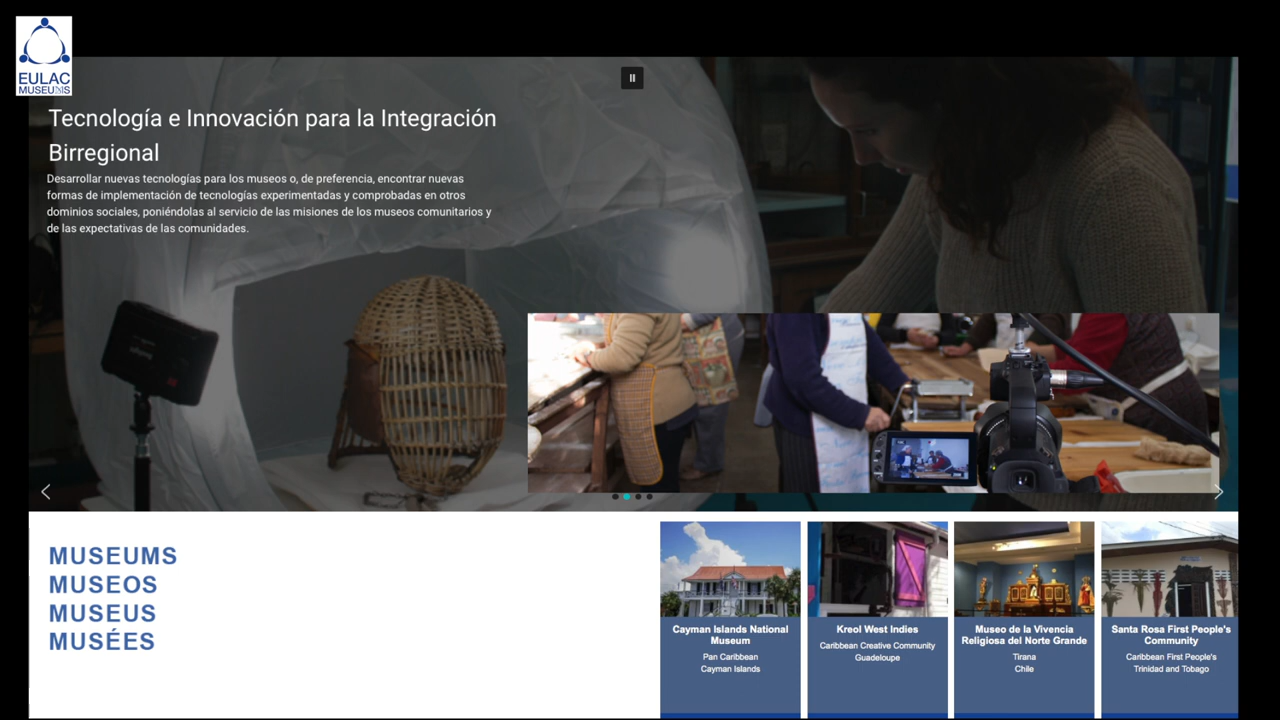 EULAC
MUSEUMS
Tecnología e Innovación para la Integración
Birregional
Desarrollar nuevas tecnologías para los museos o, de preferencia, encontrar nuevas
formas de implementación de tecnologías experimentadas y comprobadas en otros
dominios sociales, poniéndolas al servicio de las misiones de los museos comunitarios y
de las expectativas de las comunidades.
MUSEUMS
MUSEOS
MUSEUS
MUSÉES
Cayman Islands National
Museum
Pan Caribbean
Cayman Islands
Kreol West Indies
Caribbean Creative Community
Guadeloupe
Museo de la Vivencia
Religiosa del Norte Grande
Tirana
Chile
Santa Rosa First People's
Community
Caribbean First People's
Trinidad and Tobago